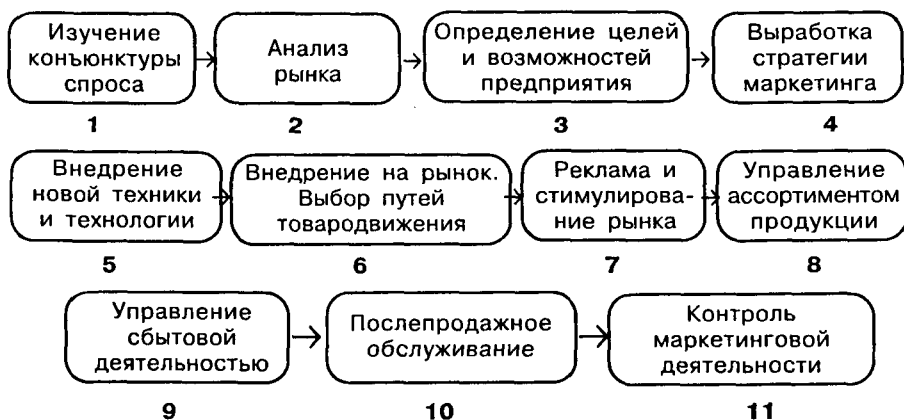 Изучение
конъюнктуры
спроса
Анализ
рынка
Определение целей
и возможностей
предприятия
Выработка
стратегии
маркетинга
1
2
3
4
Внедрение
новой техники
и технологии
Внедрение на рынок.
Выбор путей
товародвижения
Реклама и
стимулирова-
ние рынка
Управление
ассортиментом
продукции
5
6
7
8
Управление
сбытовой
деятельностью
Послепродажное
обслуживание
Контроль
маркетинговой
деятельности
9
10
11